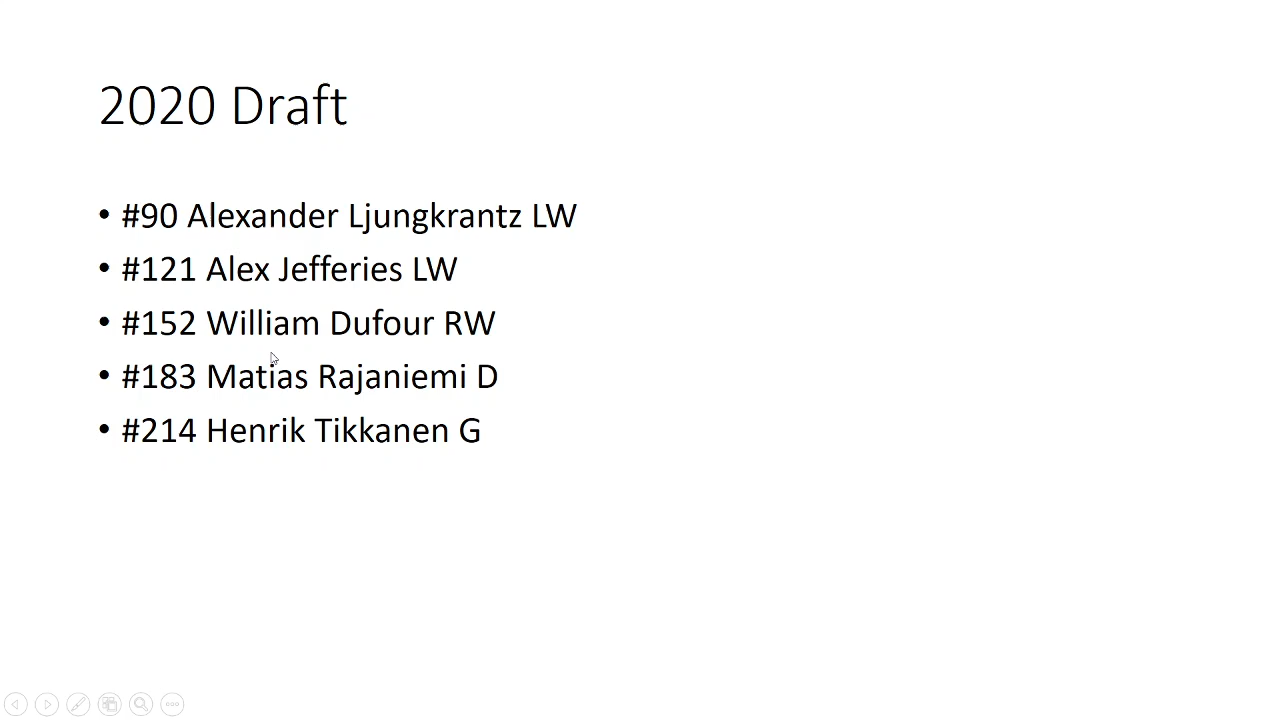 2020 Draft
• #90 Alexander Ljungkrantz LW
• #121 Alex Jefferies LW
• #152 William Dufour RW
• #183 Matias Rajaniemi D
• #214 Henrik Tikkanen G